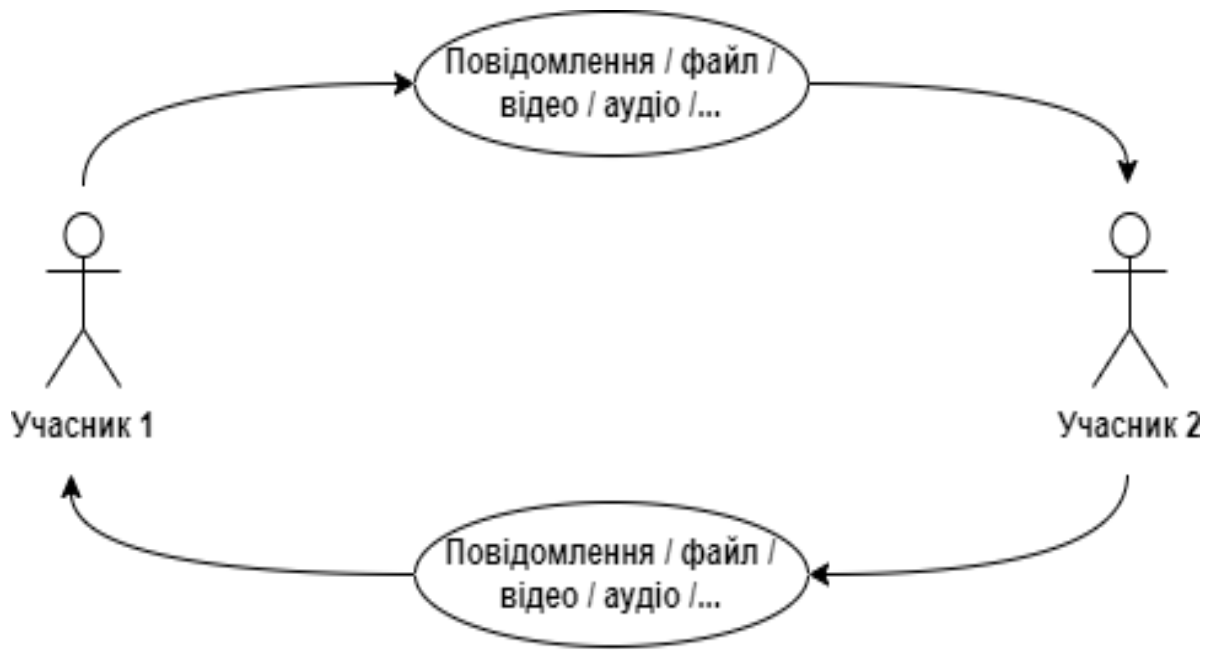 Повідомлення / файл /
відео / аудіо /...
Учасник 1
Учасник 2
Повідомлення / файл /
відео / аудіо /...